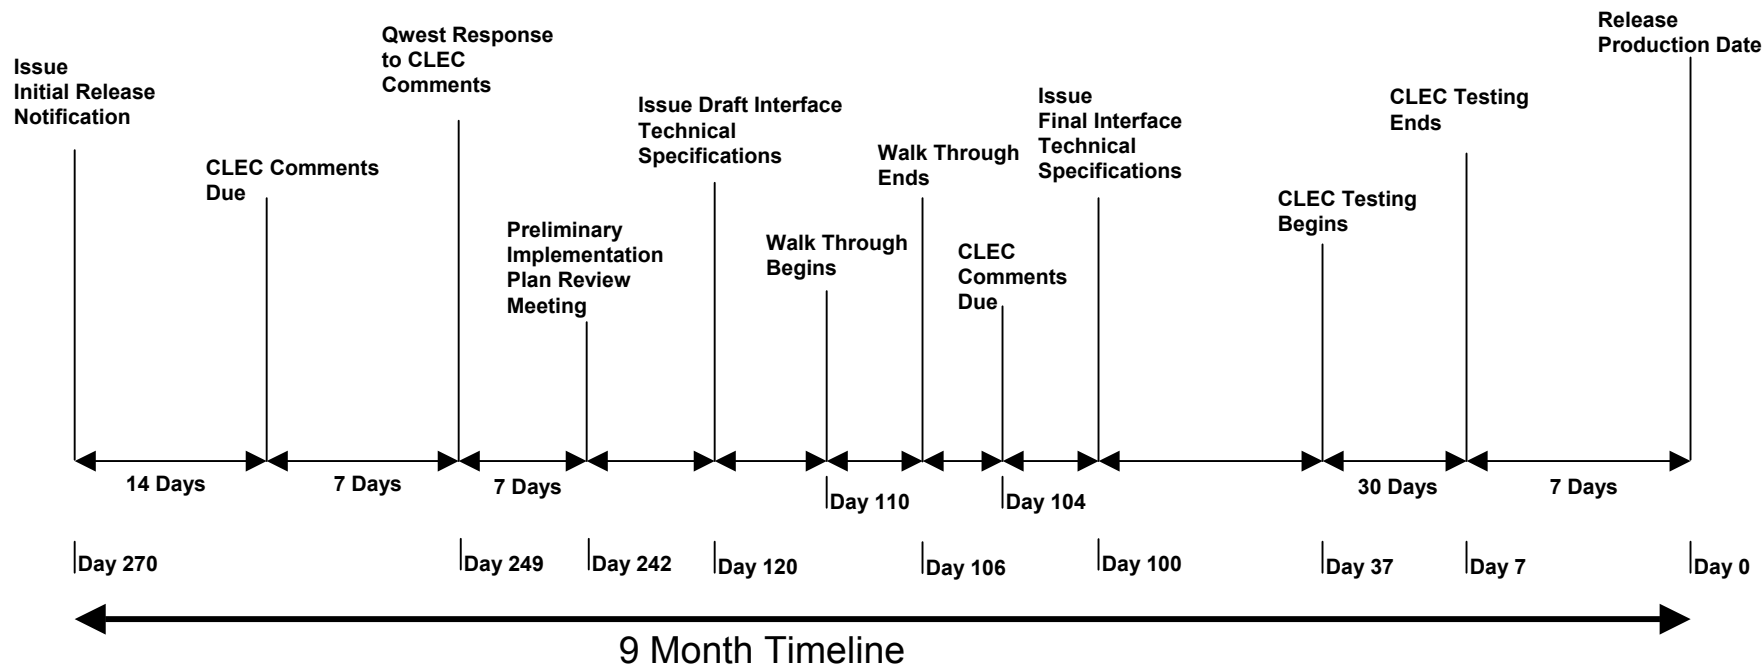 Issue
Initial Release
Notification
CLEC Comments
Due
Qwest Response
to CLEC
Comments
Preliminary
Implementation
Plan Review
Meeting
Issue Draft Interface
Technical
Specifications
Walk Through
Begins
Walk Through
Ends
CLEC
Comments
Due
Issue
Final Interface
Technical
Specifications
CLEC Testing
Begins
CLEC Testing
Ends
Release
Production Date
14 Days
7 Days
7 Days
30 Days
7 Days
Day 110
Day 104
Day 270
Day 249
Day 242
Day 120
Day 106
Day 100
Day 37
Day 7
Day 0
9 Month Timeline